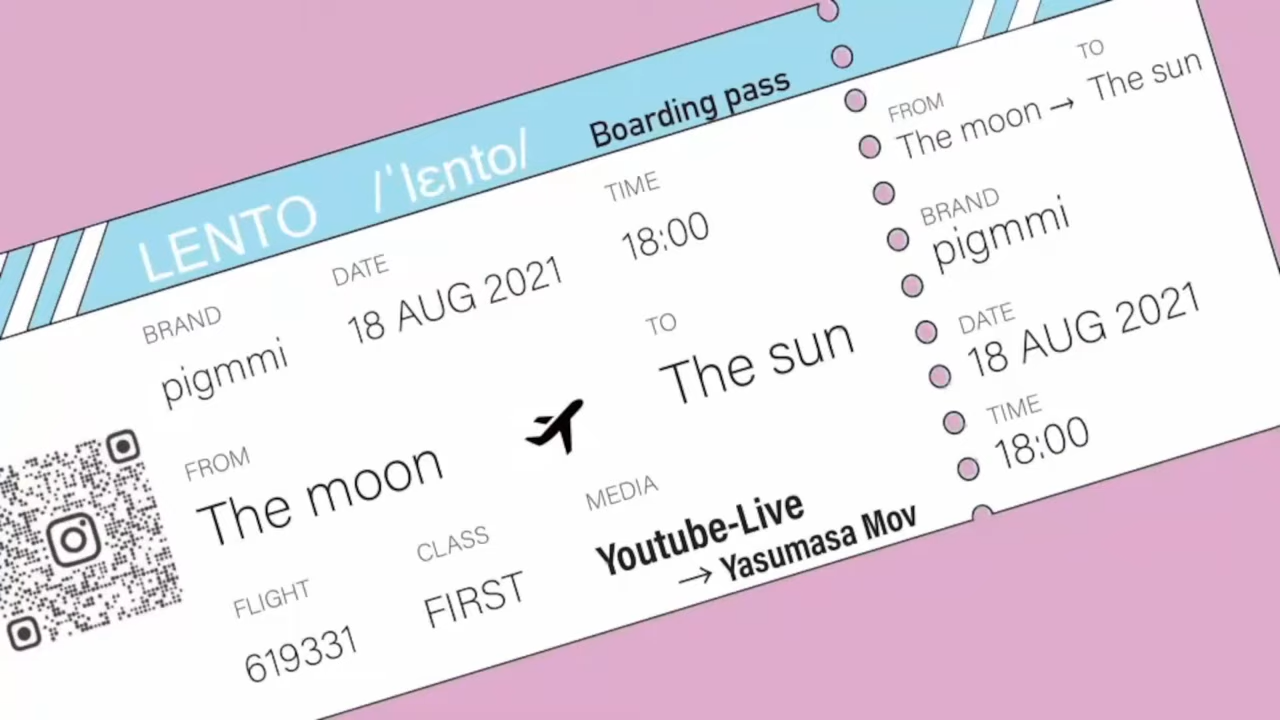 LENTO /ˈlɛnto/
Boarding pass
BRAND
pigmmi
DATE
18 AUG 2021
TIME
18:00
FROM
The moon
TO
The sun
FLIGHT
619331
CLASS
FIRST
MEDIA
Youtube-Live
→ Yasumasa Mov
FROM
The moon →
TO
The sun
BRAND
pigmmi
DATE
18 AUG 2021
TIME
18:00